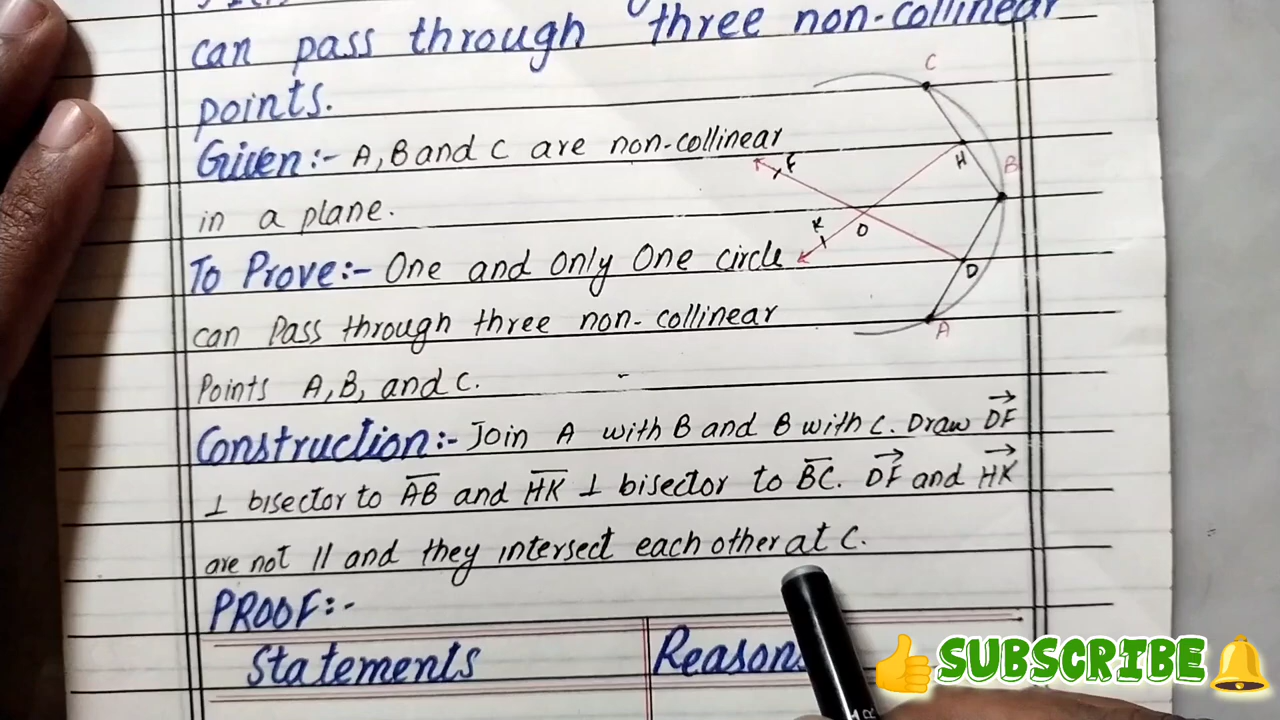 can pass through three non-collinear
points.
Given:- A, B and C are non-collinear
in a plane.
To Prove:- One and only One circle
can Pass through three non-collinear
Points A, B, and C.
Construction:- Join A with B and B with C. Draw DF
⊥ bisector to AB and HK ⊥ bisector to BC. DF and HK
are not || and they intersect each other at C.
PROOF:-
Statements
Reasons
C
H
B
F
K
O
D
A
SUBSCRIBE